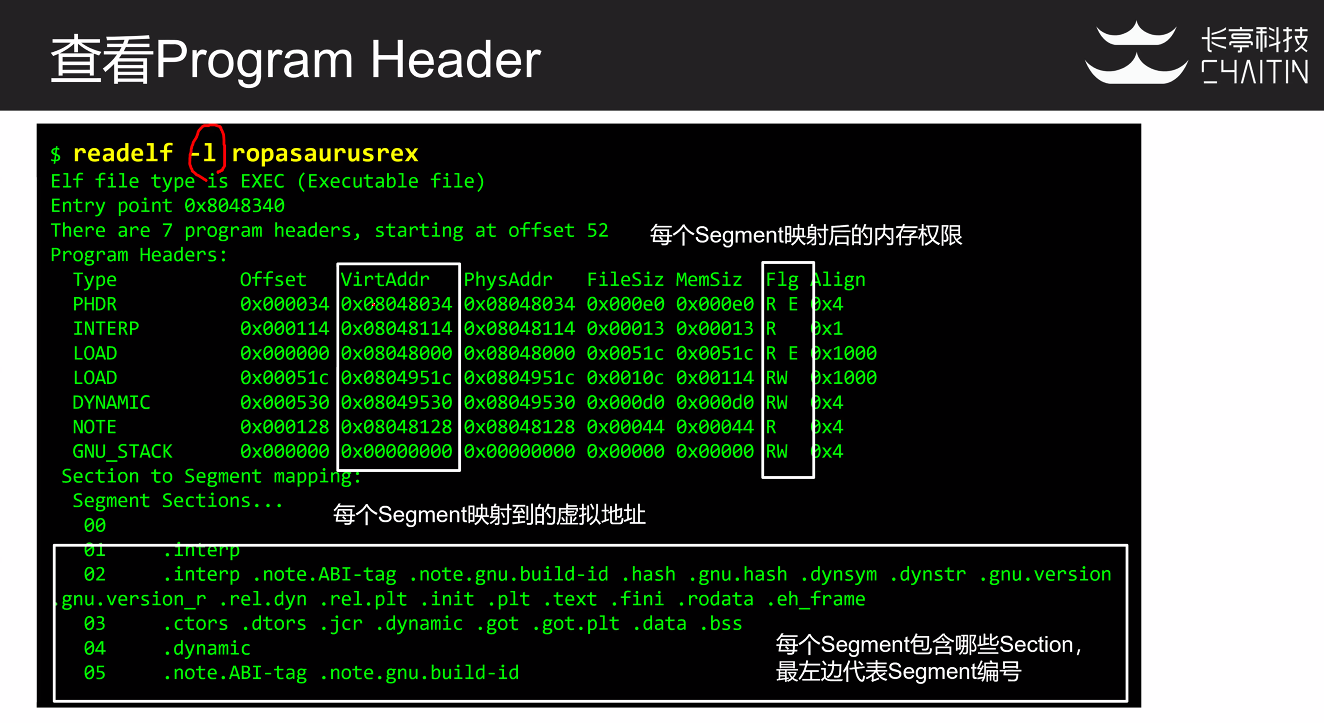 查看Program Header
长亭科技
CHAITIN
$ readelf -l ropasaurusrex
Elf file type is EXEC (Executable file)
Entry point 0x8048340
There are 7 program headers, starting at offset 52
每个Segment映射后的内存权限
Program Headers:
Type Offset VirtAddr PhysAddr FileSiz MemSiz Flg Align
PHDR 0x000034 0x08048034 0x08048034 0x000e0 0x000e0 R E 0x4
INTERP 0x000114 0x08048114 0x08048114 0x00013 0x00013 R 0x1
LOAD 0x000000 0x08048000 0x08048000 0x0051c 0x0051c R E 0x1000
LOAD 0x00051c 0x0804951c 0x0804951c 0x0010c 0x00114 RW 0x1000
DYNAMIC 0x000530 0x08049530 0x08049530 0x000d0 0x000d0 RW 0x4
NOTE 0x000128 0x08048128 0x08048128 0x00044 0x00044 R 0x4
GNU_STACK 0x000000 0x00000000 0x00000000 0x00000 0x00000 RW 0x4
Section to Segment mapping:
Segment Sections...
每个Segment映射到的虚拟地址
00
01 .interp
02 .interp .note.ABI-tag .note.gnu.build-id .hash .gnu.hash .dynsym .dynstr .gnu.version
.gnu.version_r .rel.dyn .rel.plt .init .plt .text .fini .rodata .eh_frame
03 .ctors .dtors .jcr .dynamic .got .got.plt .data .bss
04 .dynamic
05 .note.ABI-tag .note.gnu.build-id
每个Segment包含哪些Section，
最左边代表Segment编号